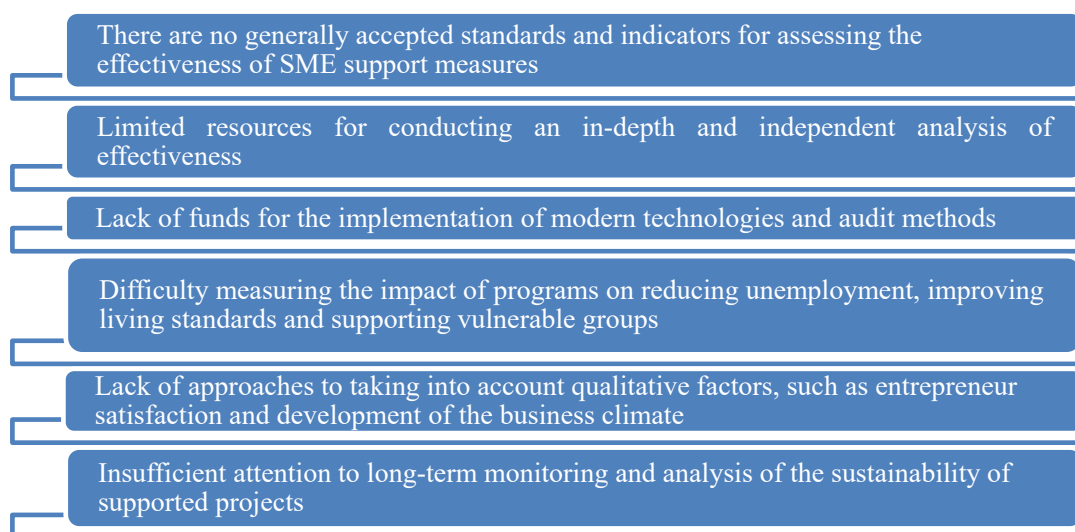 There are no generally accepted standards and indicators for assessing the
effectiveness of SME support measures
Limited resources for conducting an in-depth and independent analysis of
effectiveness
Lack of funds for the implementation of modern technologies and audit methods
Difficulty measuring the impact of programs on reducing unemployment, improving
living standards and supporting vulnerable groups
Lack of approaches to taking into account qualitative factors, such as entrepreneur
satisfaction and development of the business climate
Insufficient attention to long-term monitoring and analysis of the sustainability of
supported projects